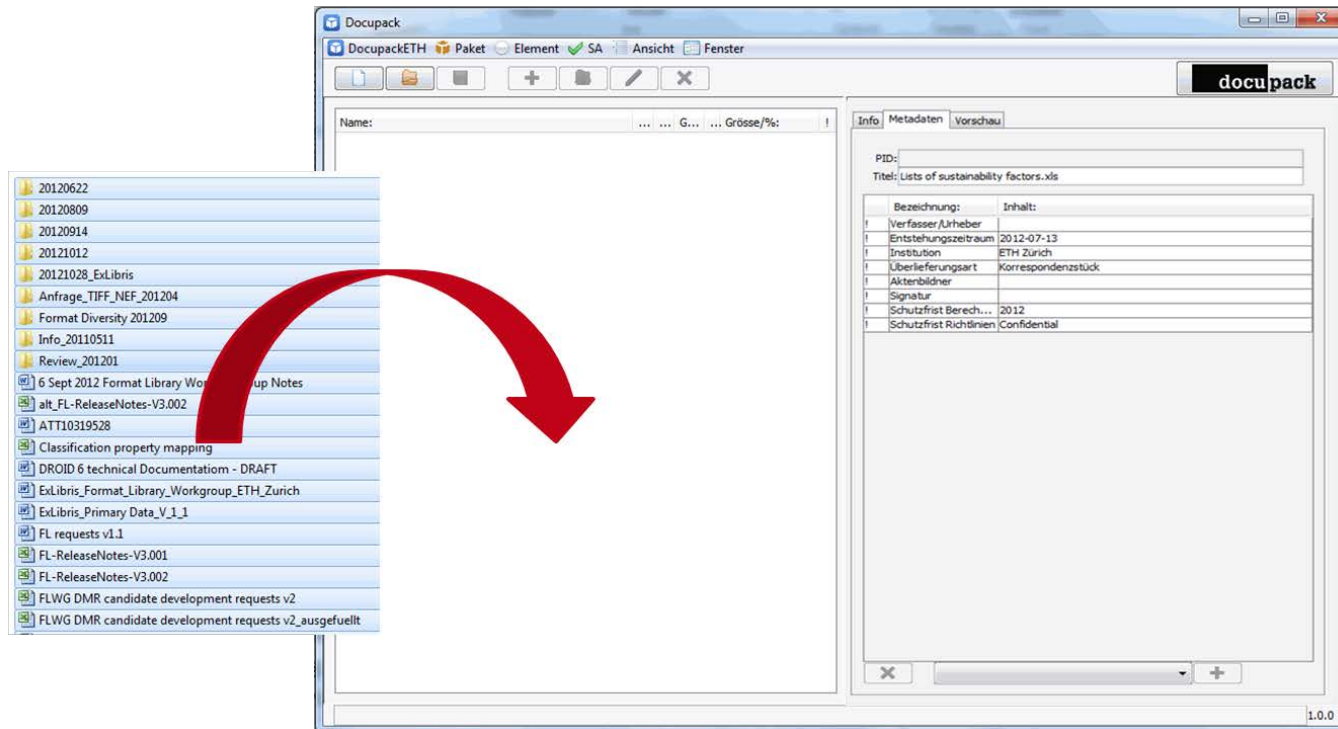 Docupack
DocupackETH Paket Element SA Ansicht Fenster
docupack
Name: ... ... G... ... Grösse/%: !
Info Metadaten Vorschau
PID:
Titel: Lists of sustainability factors.xls
Bezeichnung: Inhalt:
! Verfasser/Urheber
! Entstehungszeitraum 2012-07-13
! Institution ETH Zürich
! Überlieferungsart Korrespondenzstück
! Aktenbildner
! Signatur
! Schutzfrist Berech... 2012
! Schutzfrist Richtlinien Confidential
1.0.0
20120622
20120809
20120914
20121012
20121028_ExLibris
Anfrage_TIFF_NEF_201204
Format Diversity 201209
Info_20110511
Review_201201
6 Sept 2012 Format Library Wor up Notes
alt_FL-ReleaseNotes-V3.002
ATT10319528
Classification property mapping
DROID 6 technical Documentatiom - DRAFT
ExLibris_Format_Library_Workgroup_ETH_Zurich
ExLibris_Primary Data_V_1_1
FL requests v1.1
FL-ReleaseNotes-V3.001
FL-ReleaseNotes-V3.002
FLWG DMR candidate development requests v2
FLWG DMR candidate development requests v2_ausgefuellt